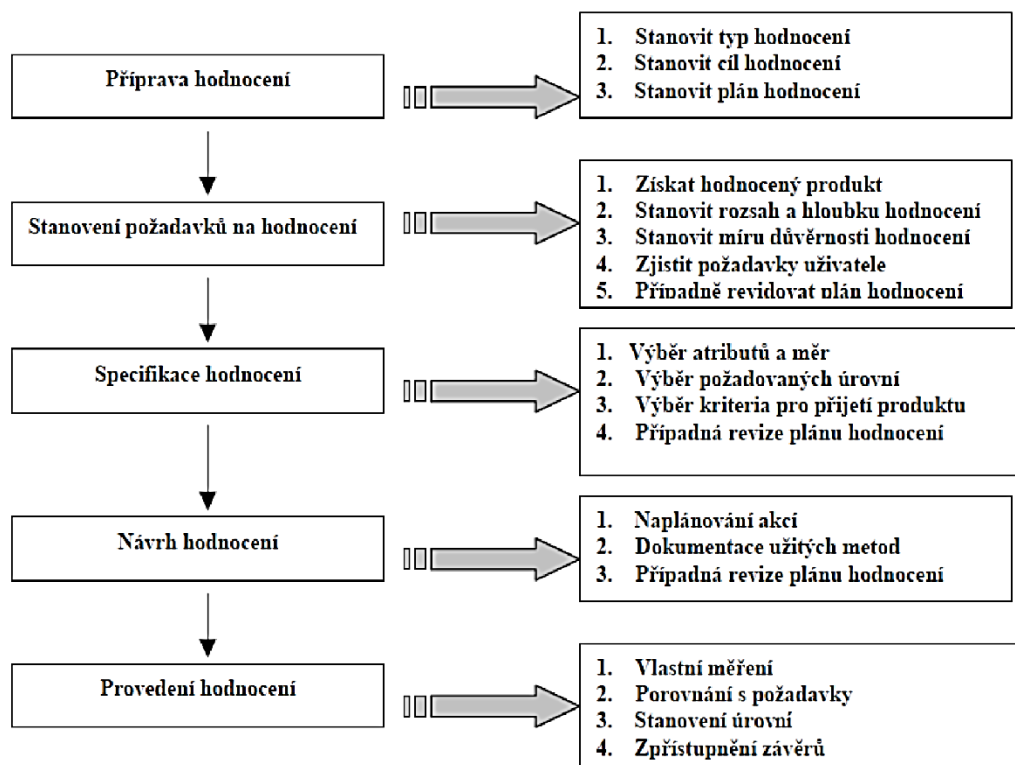 Příprava hodnocení
1. Stanovit typ hodnocení
2. Stanovit cíl hodnocení
3. Stanovit plán hodnocení
Stanovení požadavků na hodnocení
1. Získat hodnocený produkt
2. Stanovit rozsah a hloubku hodnocení
3. Stanovit míru důvěrnosti hodnocení
4. Zjistit požadavky uživatele
5. Případně revidovat plán hodnocení
Specifikace hodnocení
1. Výběr atributů a měr
2. Výběr požadovaných úrovní
3. Výběr kriteria pro přijetí produktu
4. Případná revize plánu hodnocení
Návrh hodnocení
1. Naplánování akcí
2. Dokumentace užitých metod
3. Případná revize plánu hodnocení
Provedení hodnocení
1. Vlastní měření
2. Porovnání s požadavky
3. Stanovení úrovní
4. Zpřístupnění závěrů